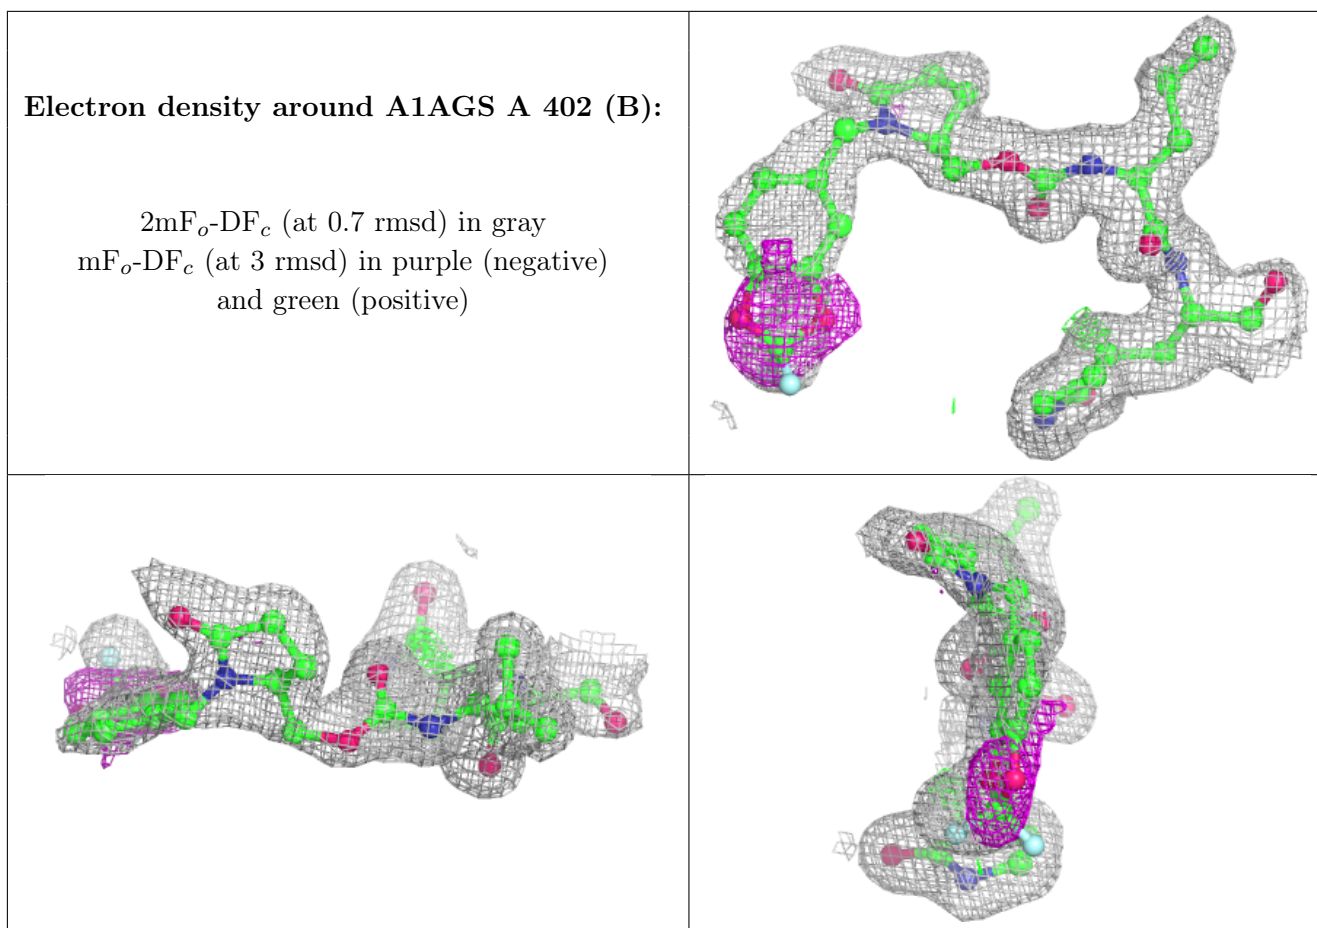 Electron density around A1AGS A 402 (B):
2mFₒ-DF𝒸 (at 0.7 rmsd) in gray
mFₒ-DF𝒸 (at 3 rmsd) in purple (negative)
and green (positive)